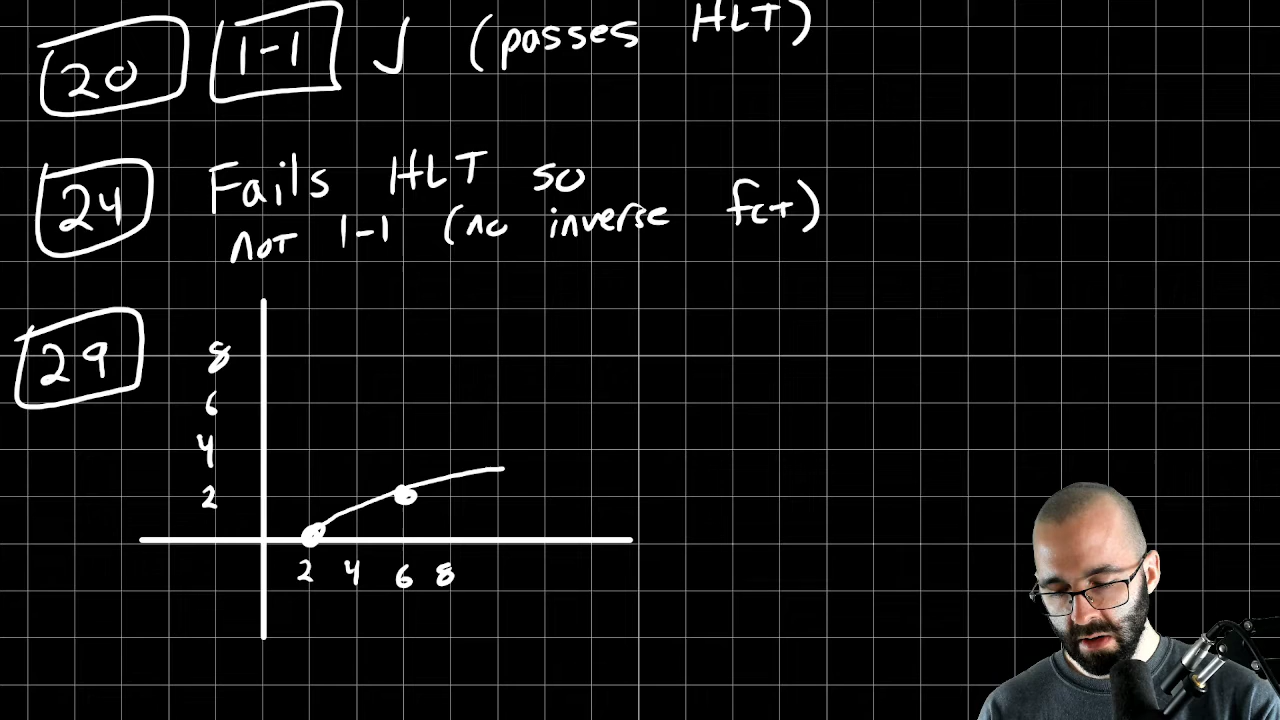 20 1-1 ✓ (passes HLT)
24 Fails HLT so
not 1-1 (no inverse fct)
29
8
6
4
2
2 4 6 8